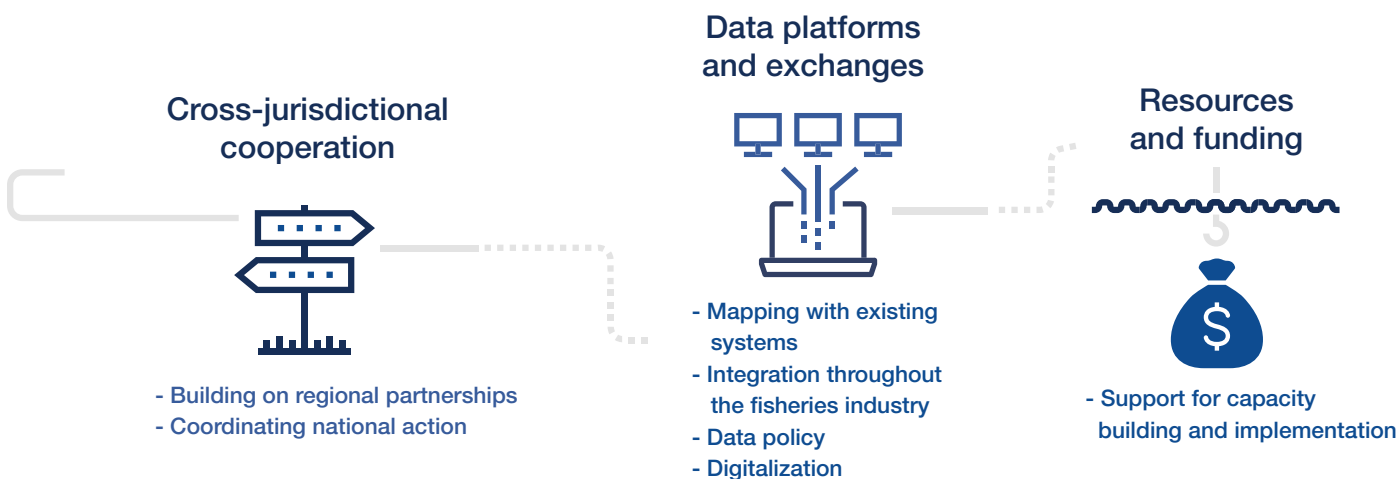 Cross-jurisdictional
cooperation
- Building on regional partnerships
- Coordinating national action
Data platforms
and exchanges
- Mapping with existing
systems
- Integration throughout
the fisheries industry
- Data policy
- Digitalization
Resources
and funding
$
- Support for capacity
building and implementation